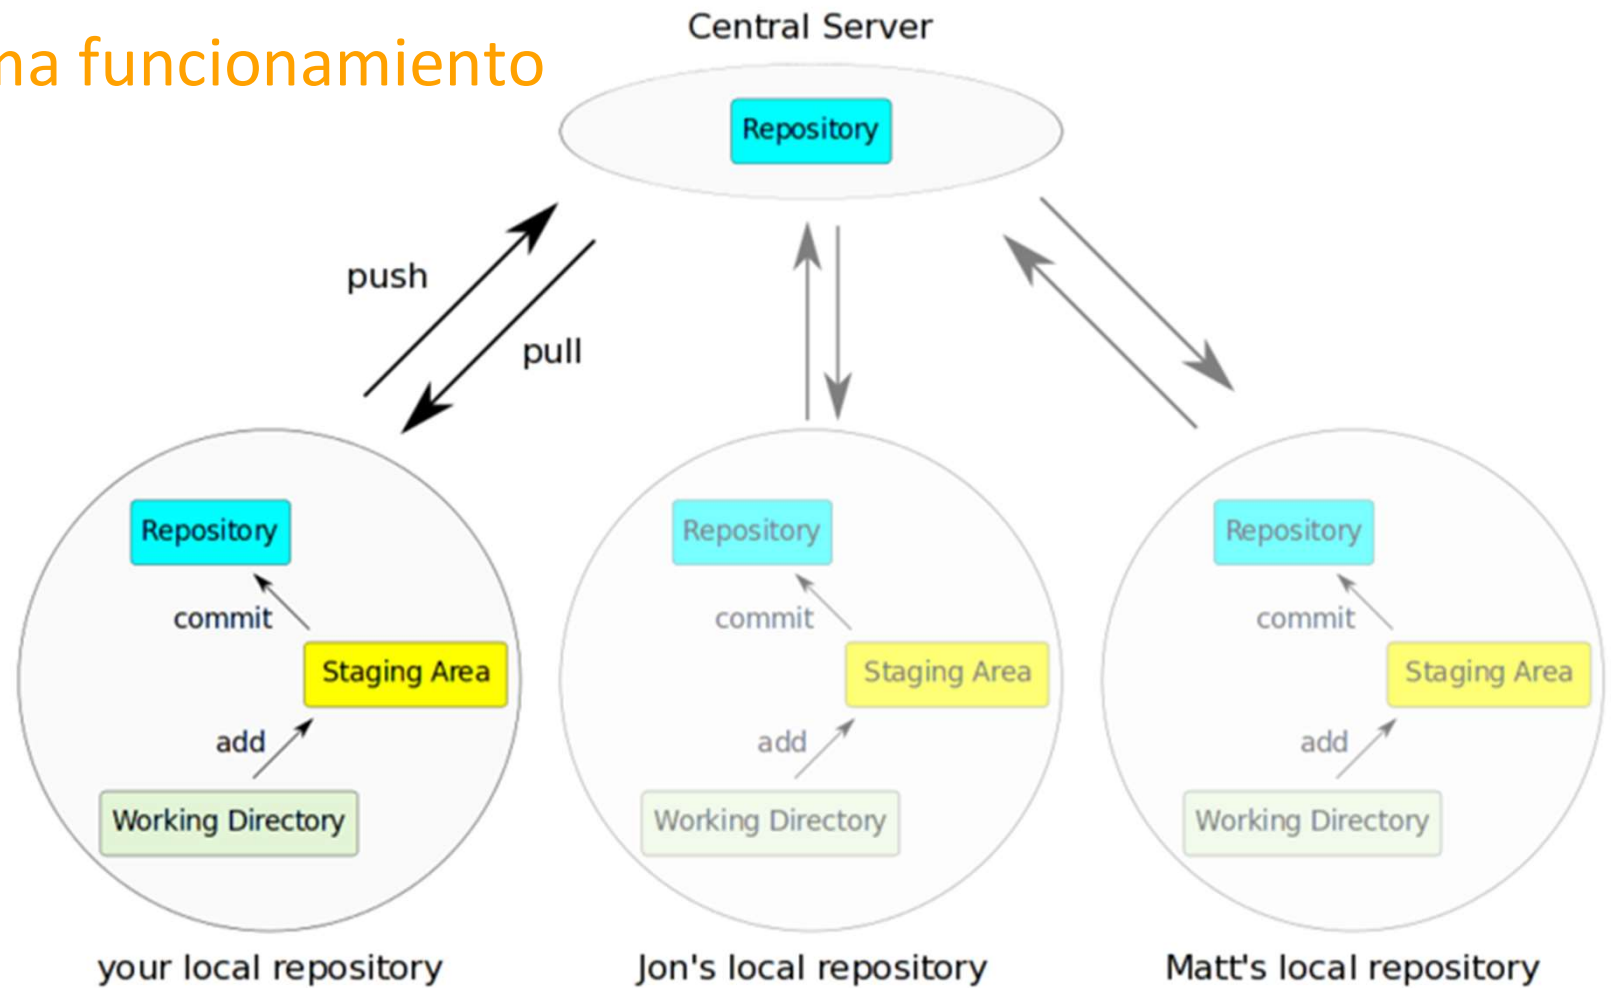 funcionamiento
Central Server
Repository
push
pull
Repository
commit
Staging Area
add
Working Directory
your local repository
Repository
commit
Staging Area
add
Working Directory
Jon's local repository
Repository
commit
Staging Area
add
Working Directory
Matt's local repository